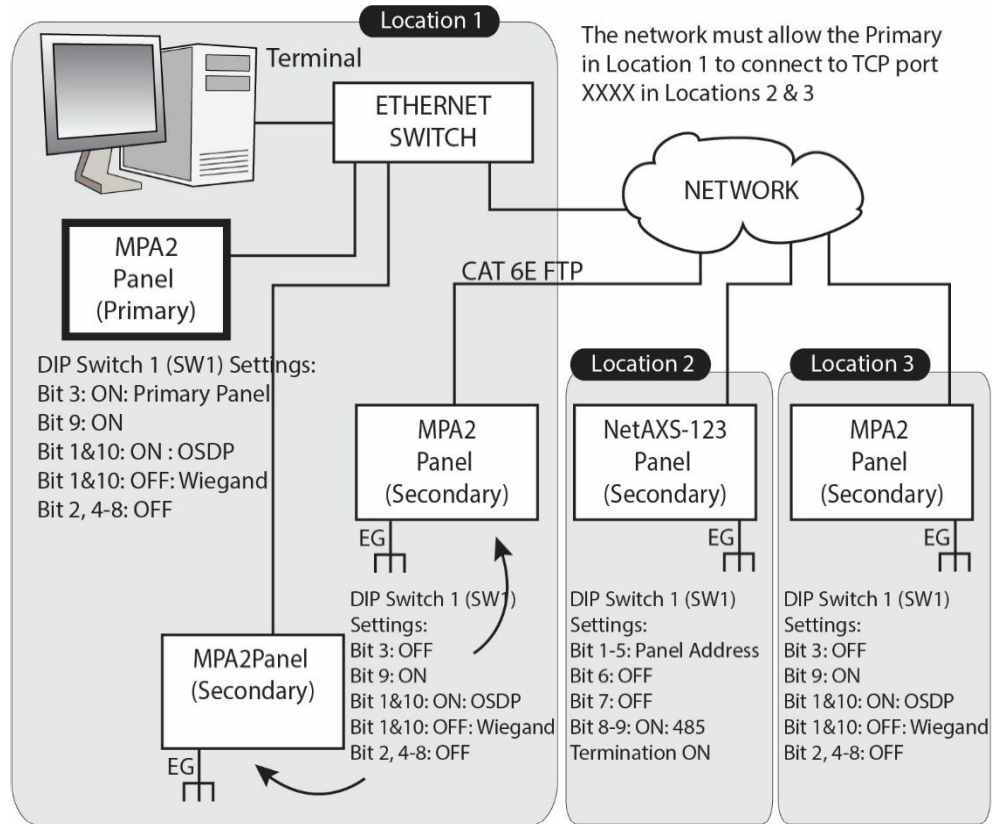 Location 1
Terminal
The network must allow the Primary
in Location 1 to connect to TCP port
XXXX in Locations 2 & 3
ETHERNET
SWITCH
NETWORK
MPA2
Panel
(Primary)
CAT 6E FTP
DIP Switch 1 (SW1) Settings:
Bit 3: ON: Primary Panel
Bit 9: ON
Bit 1&10: ON : OSDP
Bit 1&10: OFF: Wiegand
Bit 2, 4-8: OFF
MPA2
Panel
(Secondary)
EG
Location 2
NetAXS-123
Panel
(Secondary)
EG
Location 3
MPA2
Panel
(Secondary)
EG
MPA2Panel
(Secondary)
EG
DIP Switch 1 (SW1)
Settings:
Bit 3: OFF
Bit 9: ON
Bit 1&10: ON: OSDP
Bit 1&10: OFF: Wiegand
Bit 2, 4-8: OFF
DIP Switch 1 (SW1)
Settings:
Bit 1-5: Panel Address
Bit 6: OFF
Bit 7: OFF
Bit 8-9: ON: 485
Termination ON
DIP Switch 1 (SW1)
Settings:
Bit 3: OFF
Bit 9: ON
Bit 1&10: ON: OSDP
Bit 1&10: OFF: Wiegand
Bit 2, 4-8: OFF